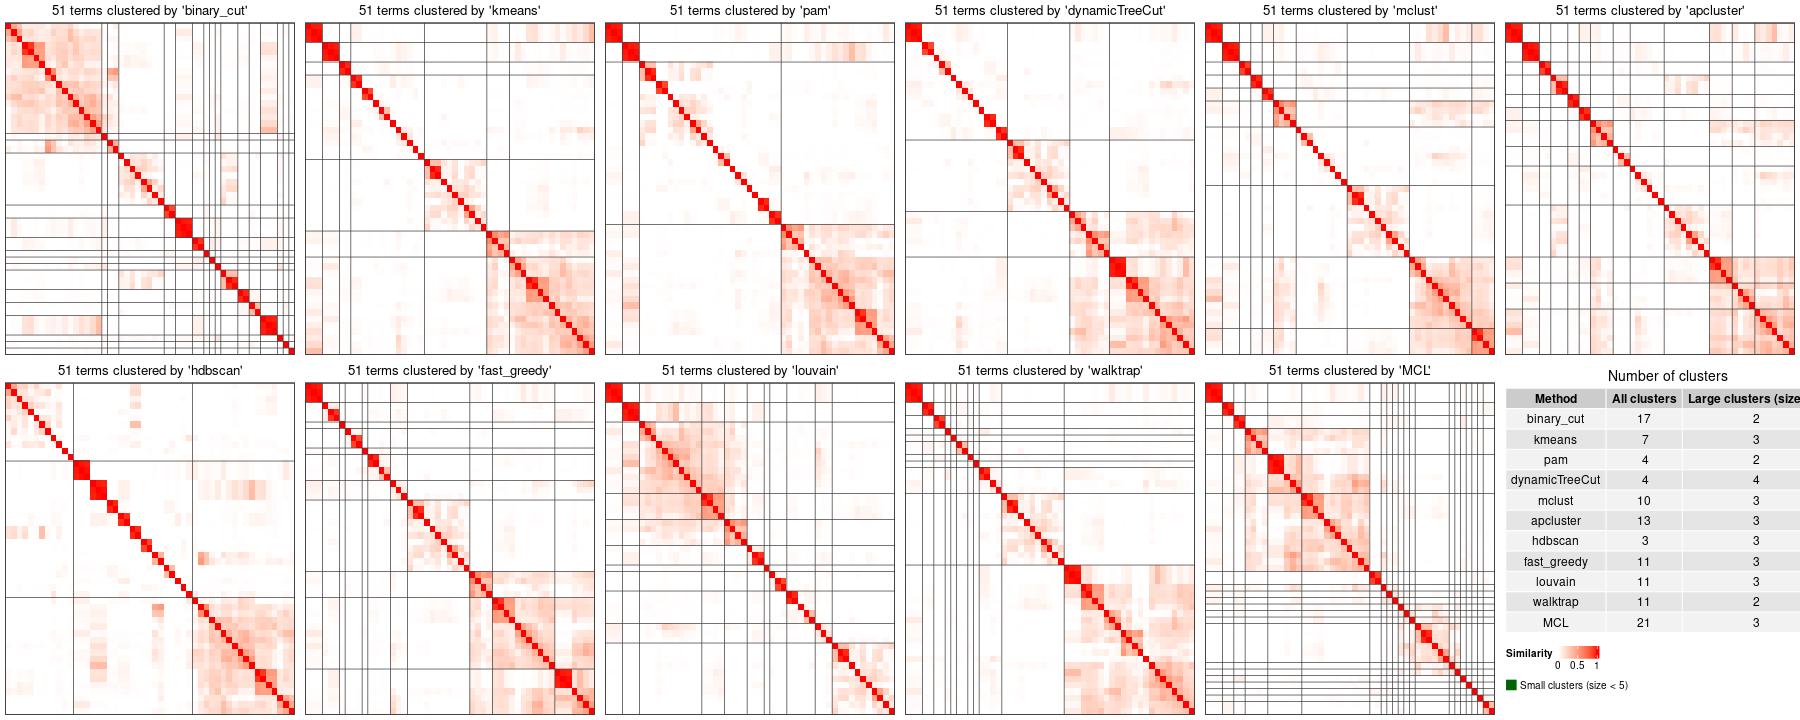 51 terms clustered by 'binary_cut'
51 terms clustered by 'kmeans'
51 terms clustered by 'pam'
51 terms clustered by 'dynamicTreeCut'
51 terms clustered by 'mclust'
51 terms clustered by 'apcluster'
51 terms clustered by 'hdbscan'
51 terms clustered by 'fast_greedy'
51 terms clustered by 'louvain'
51 terms clustered by 'walktrap'
51 terms clustered by 'MCL'
Number of clusters
Method All clusters Large clusters (size
binary_cut 17 2
kmeans 7 3
pam 4 2
dynamicTreeCut 4 4
mclust 10 3
apcluster 13 3
hdbscan 3 3
fast_greedy 11 3
louvain 11 3
walktrap 11 2
MCL 21 3
Similarity
0 0.5 1
Small clusters (size < 5)